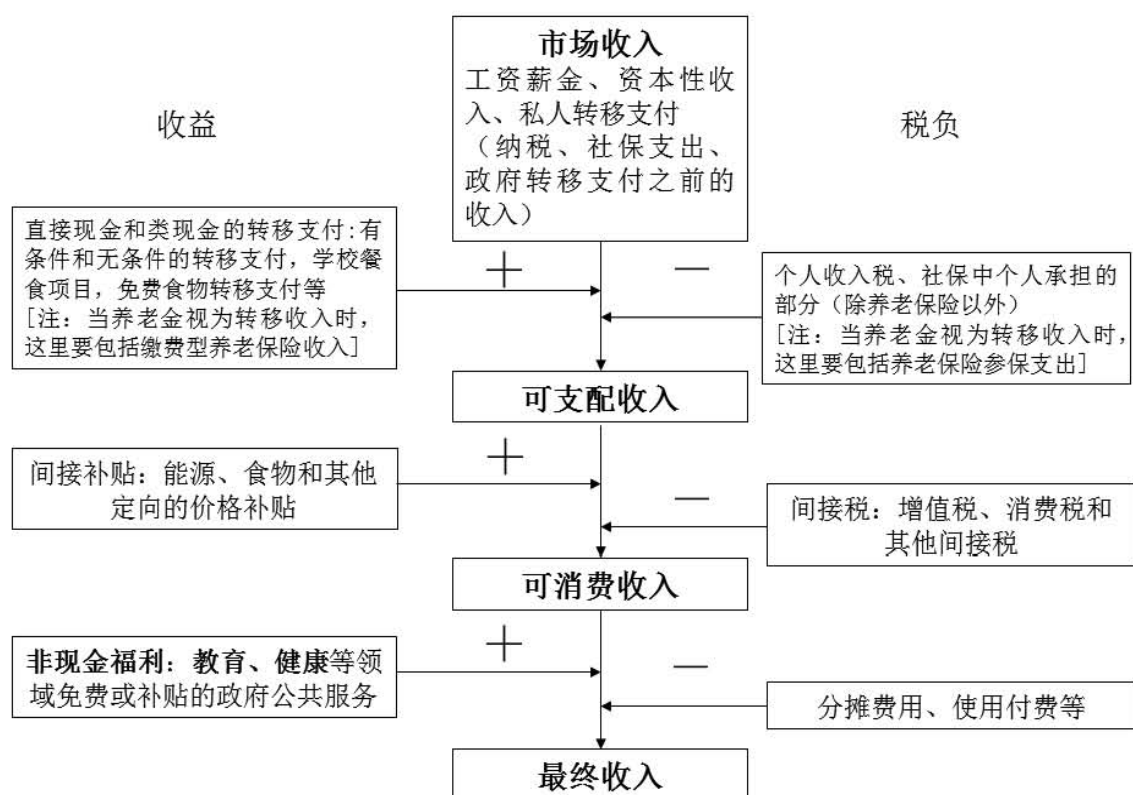 市场收入
工资薪金、资本性收
入、私人转移支付
（纳税、社保支出、
政府转移支付之前的
收入）
收益
税负
直接现金和类现金的转移支付:有
条件和无条件的转移支付，学校餐
食项目，免费食物转移支付等
[注：当养老金视为转移收入时，
这里要包括缴费型养老保险收入]
+
—
个人收入税、社保中个人承担的
部分（除养老保险以外）
[注：当养老金视为转移收入时，
这里要包括养老保险参保支出]
可支配收入
间接补贴：能源、食物和其他
定向的价格补贴
+
—
间接税：增值税、消费税和
其他间接税
可消费收入
非现金福利：教育、健康等领
域免费或补贴的政府公共服务
+
—
分摊费用、使用付费等
最终收入